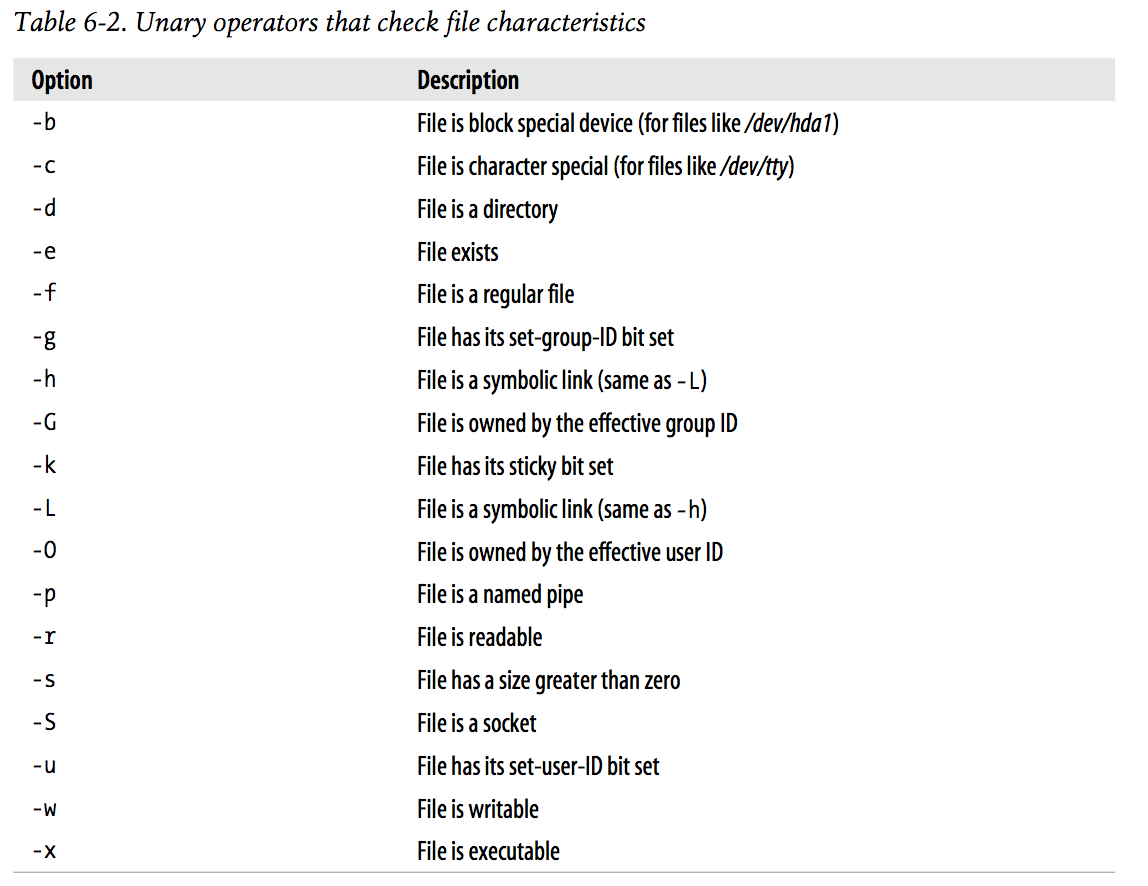 Table 6-2. Unary operators that check file characteristics
Option Description
-b File is block special device (for files like /dev/hda1)
-c File is character special (for files like /dev/tty)
-d File is a directory
-e File exists
-f File is a regular file
-g File has its set-group-ID bit set
-h File is a symbolic link (same as -L)
-G File is owned by the effective group ID
-k File has its sticky bit set
-L File is a symbolic link (same as -h)
-O File is owned by the effective user ID
-p File is a named pipe
-r File is readable
-s File has a size greater than zero
-S File is a socket
-u File has its set-user-ID bit set
-w File is writable
-x File is executable